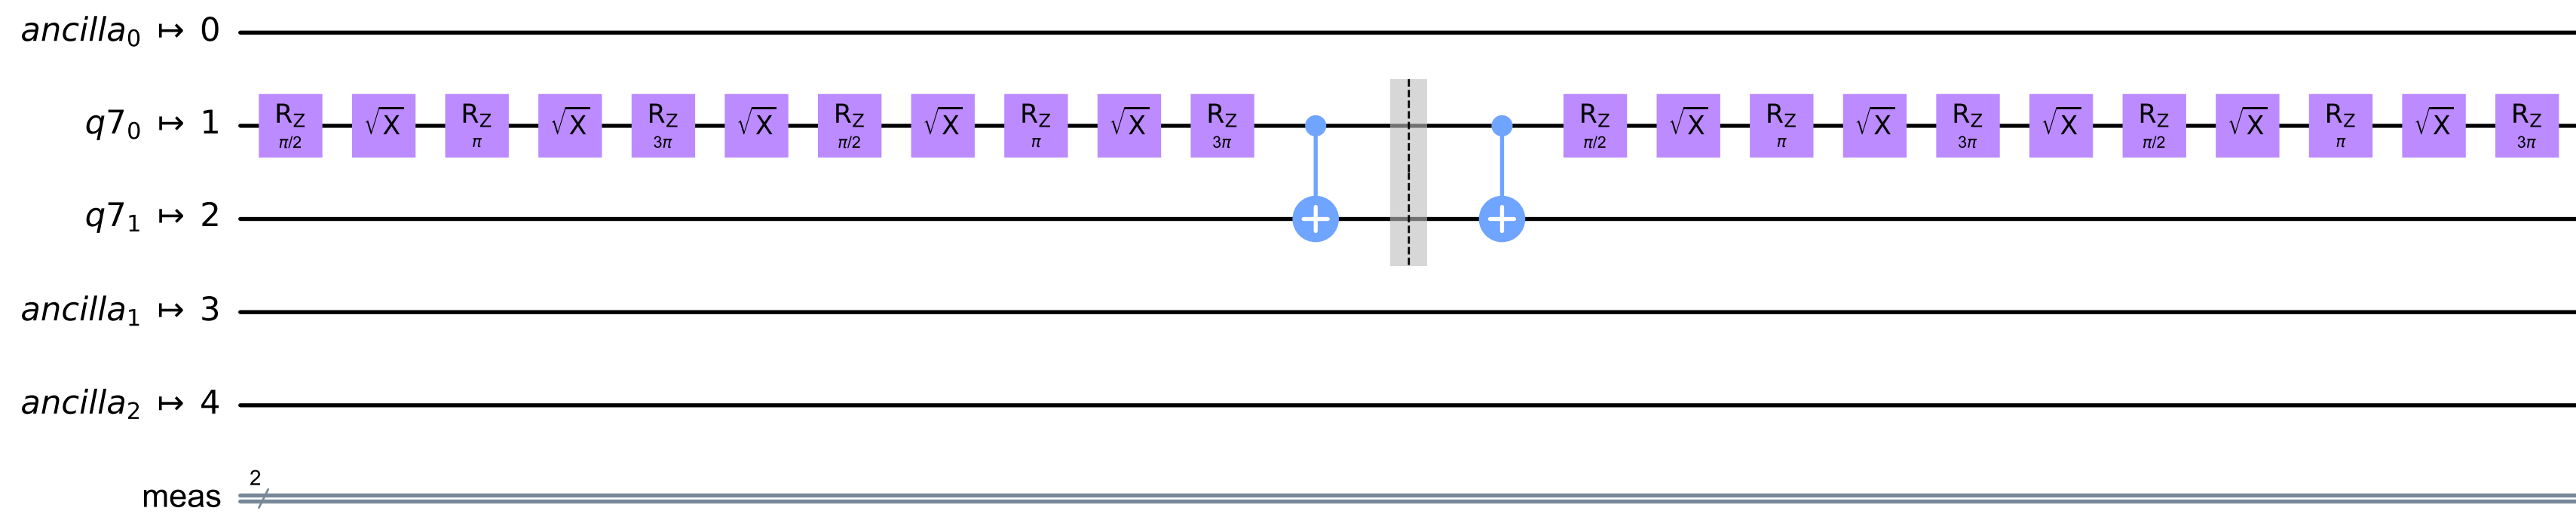 ancilla0 ↦ 0
q70 ↦ 1 RZ π/2 √X RZ π √X RZ 3π √X RZ π/2 √X RZ π √X RZ 3π RZ π/2 √X RZ π √X RZ 3π √X RZ π/2 √X RZ π √X RZ 3π
q71 ↦ 2
ancilla1 ↦ 3
ancilla2 ↦ 4
2
meas